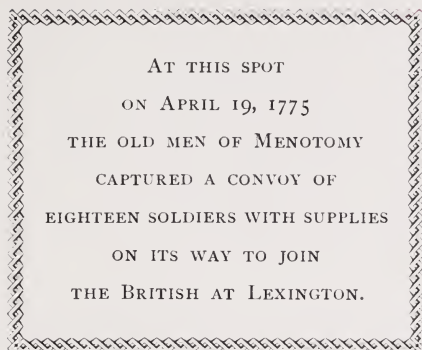 At this spot
on April 19, 1775
the old men of Menotomy
captured a convoy of
eighteen soldiers with supplies
on its way to join
the British at Lexington.